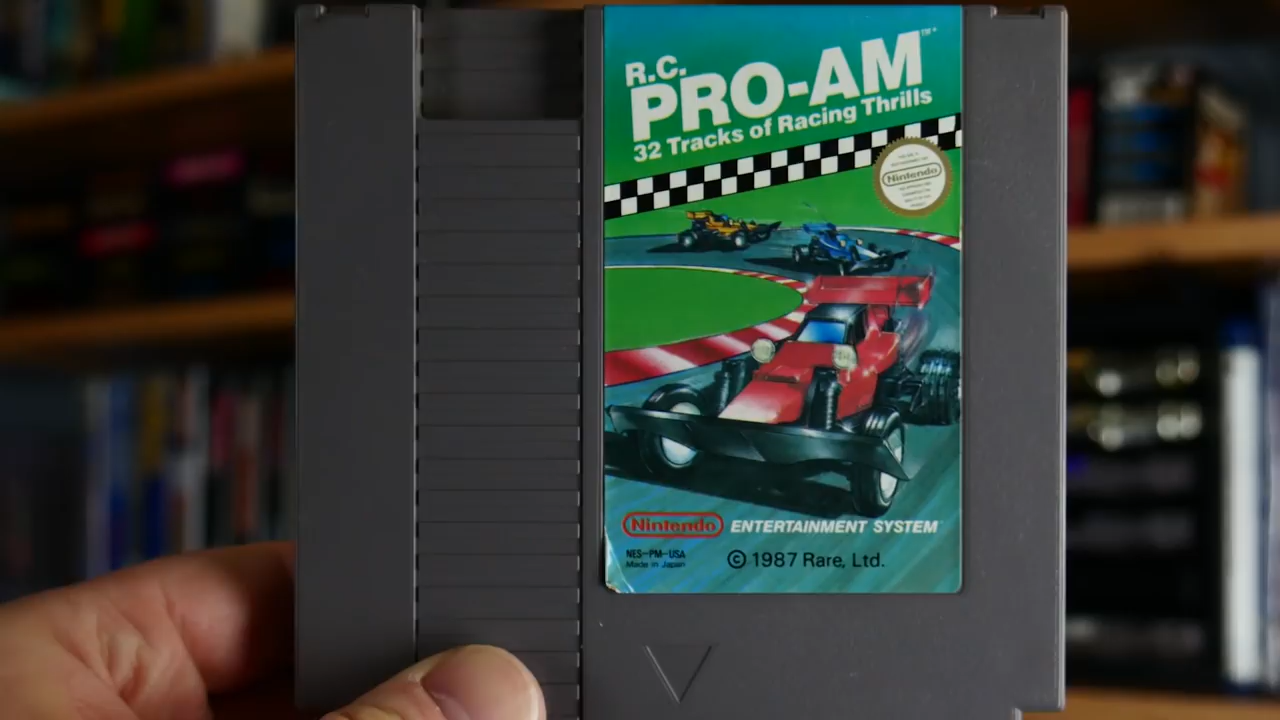 R.C.
PRO-AM™
32 Tracks of Racing Thrills
Nintendo
Nintendo ENTERTAINMENT SYSTEM
NES-PM-USA
Made in Japan
© 1987 Rare, Ltd.